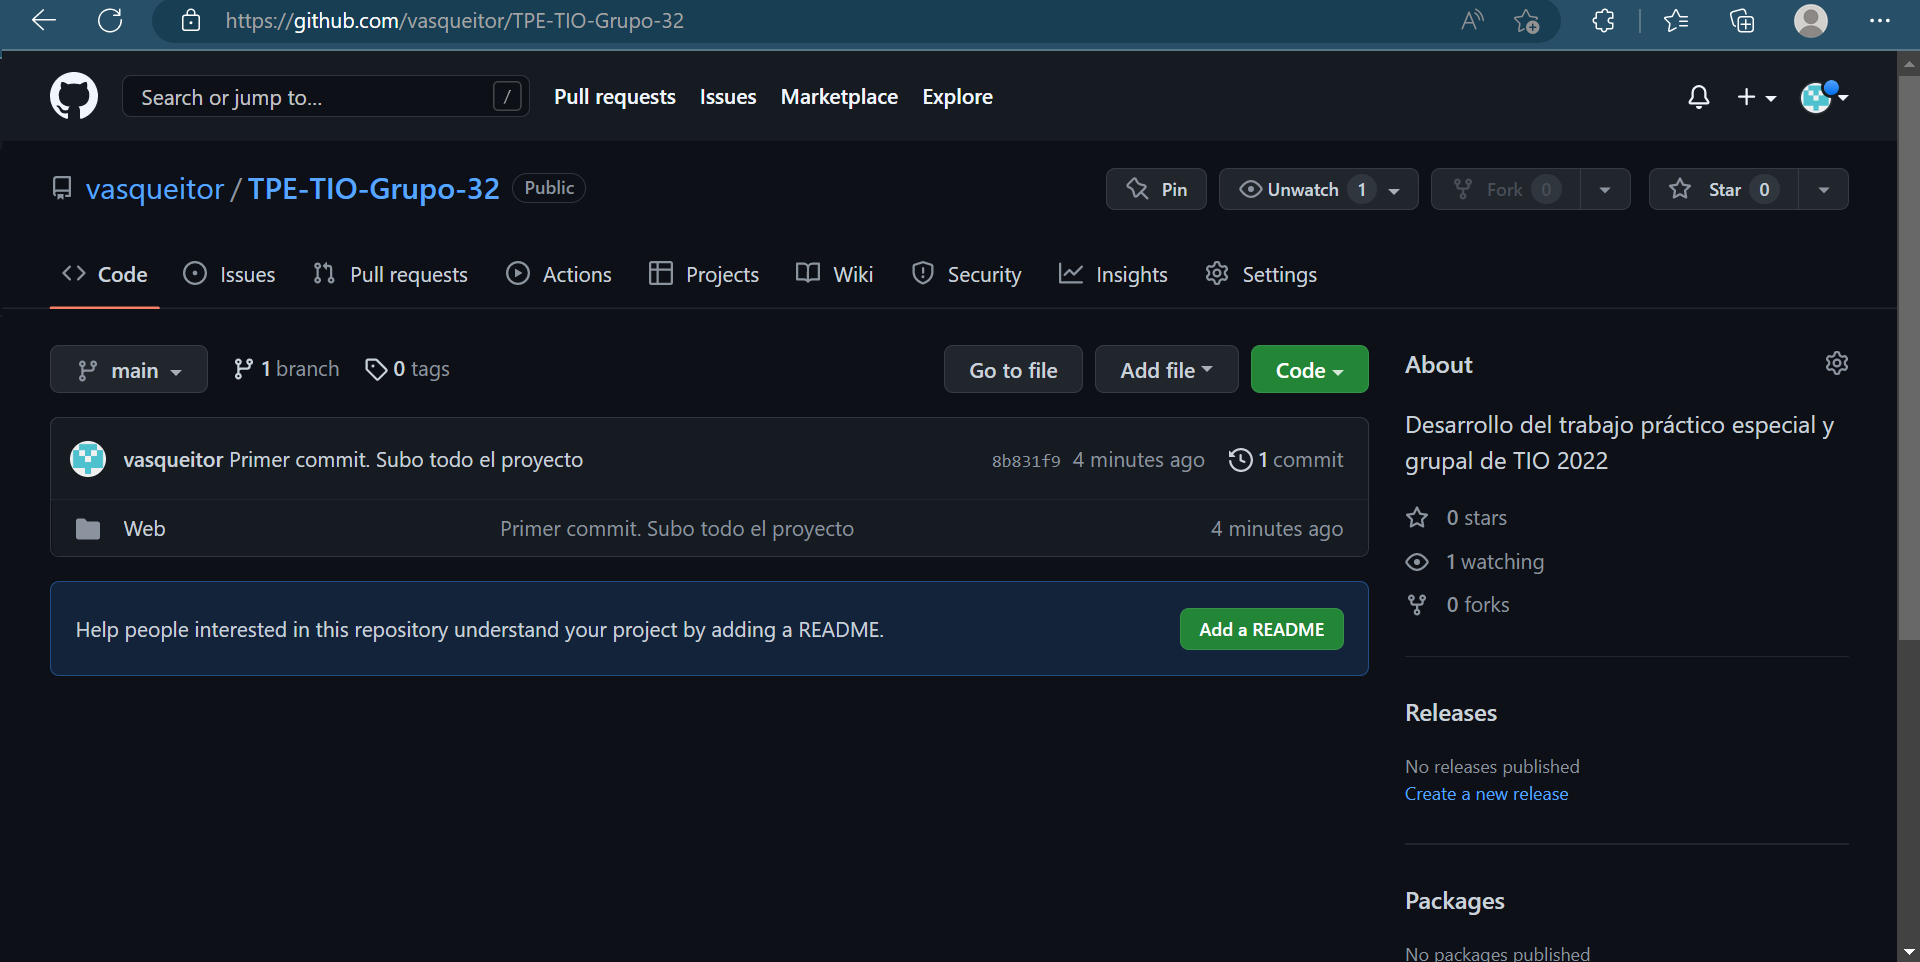 https://github.com/vasqueitor/TPE-TIO-Grupo-32
Search or jump to... /
Pull requests Issues Marketplace Explore
vasqueitor / TPE-TIO-Grupo-32 Public
Pin Unwatch 1 Fork 0 Star 0
Code Issues Pull requests Actions Projects Wiki Security Insights Settings
main 1 branch 0 tags Go to file Add file Code
vasqueitor Primer commit. Subo todo el proyecto 8b831f9 4 minutes ago 1 commit
Web Primer commit. Subo todo el proyecto 4 minutes ago
Help people interested in this repository understand your project by adding a README. Add a README
About
Desarrollo del trabajo práctico especial y
grupal de TIO 2022
0 stars
1 watching
0 forks
Releases
No releases published
Create a new release
Packages
No packages published